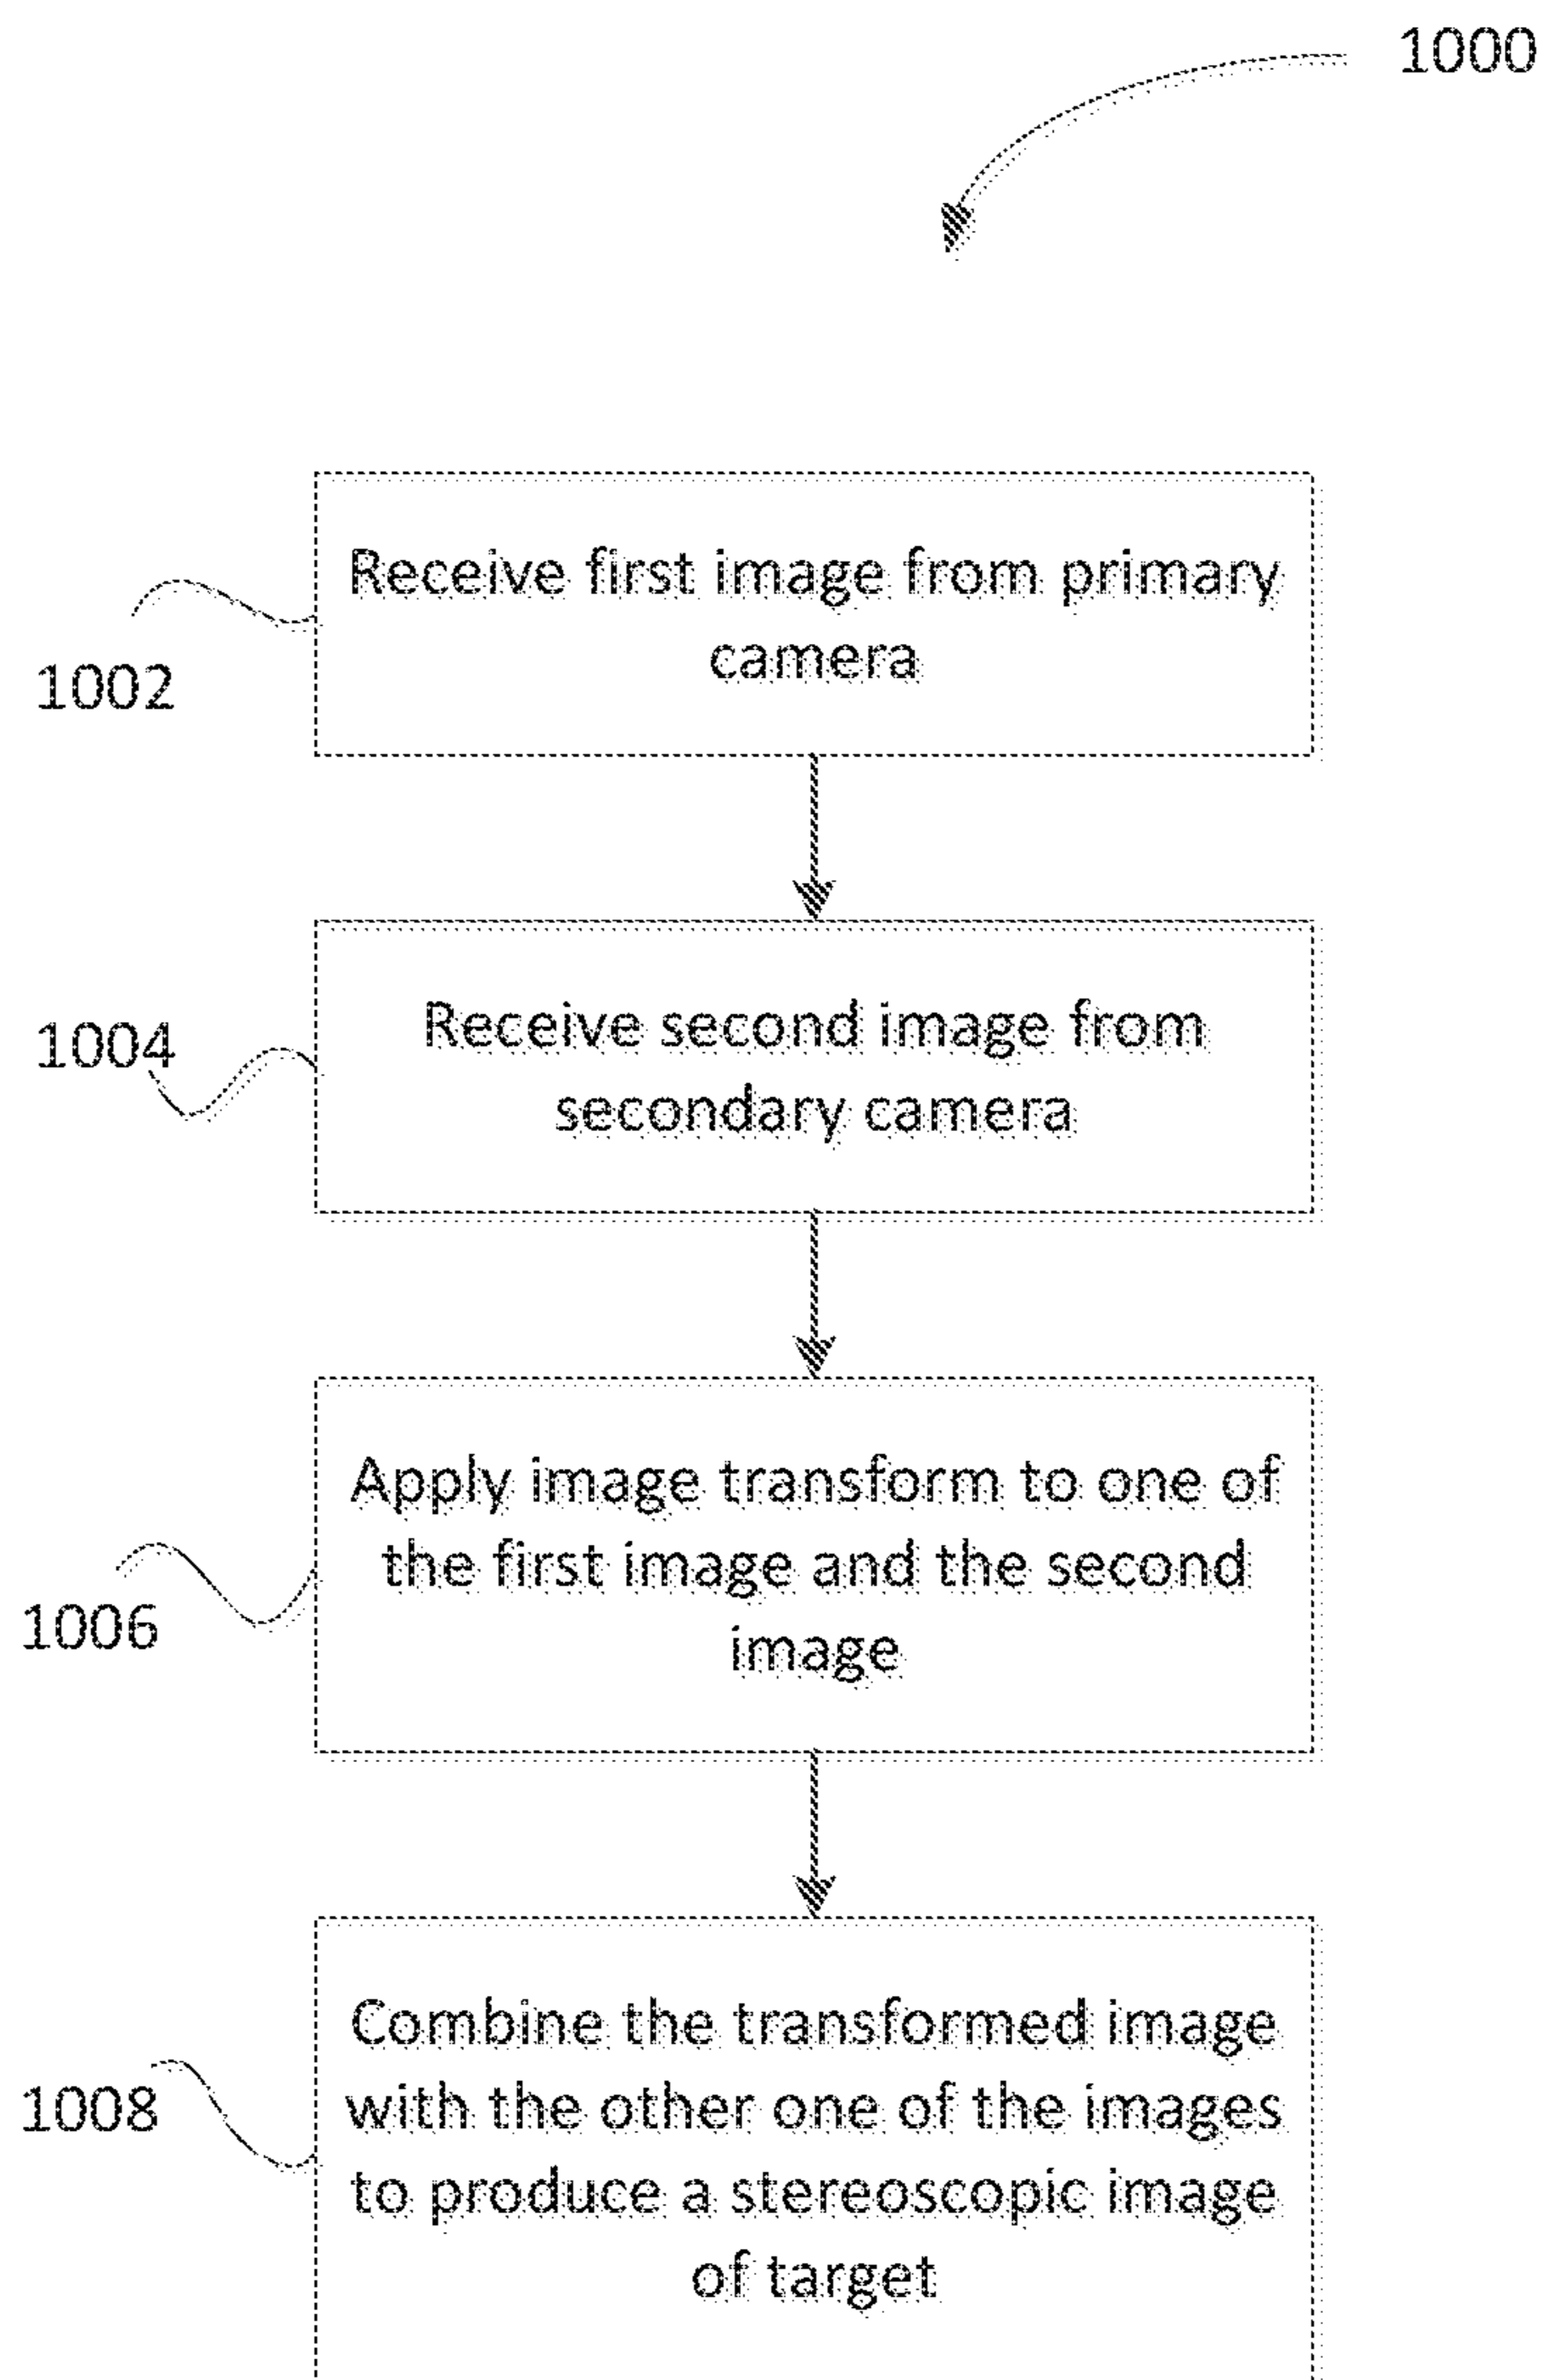 1000
Receive first image from primary
camera
1002
Receive second image from
secondary camera
1004
Apply image transform to one of
the first image and the second
image
1006
Combine the transformed image
with the other one of the images
to produce a stereoscopic image
of target
1008